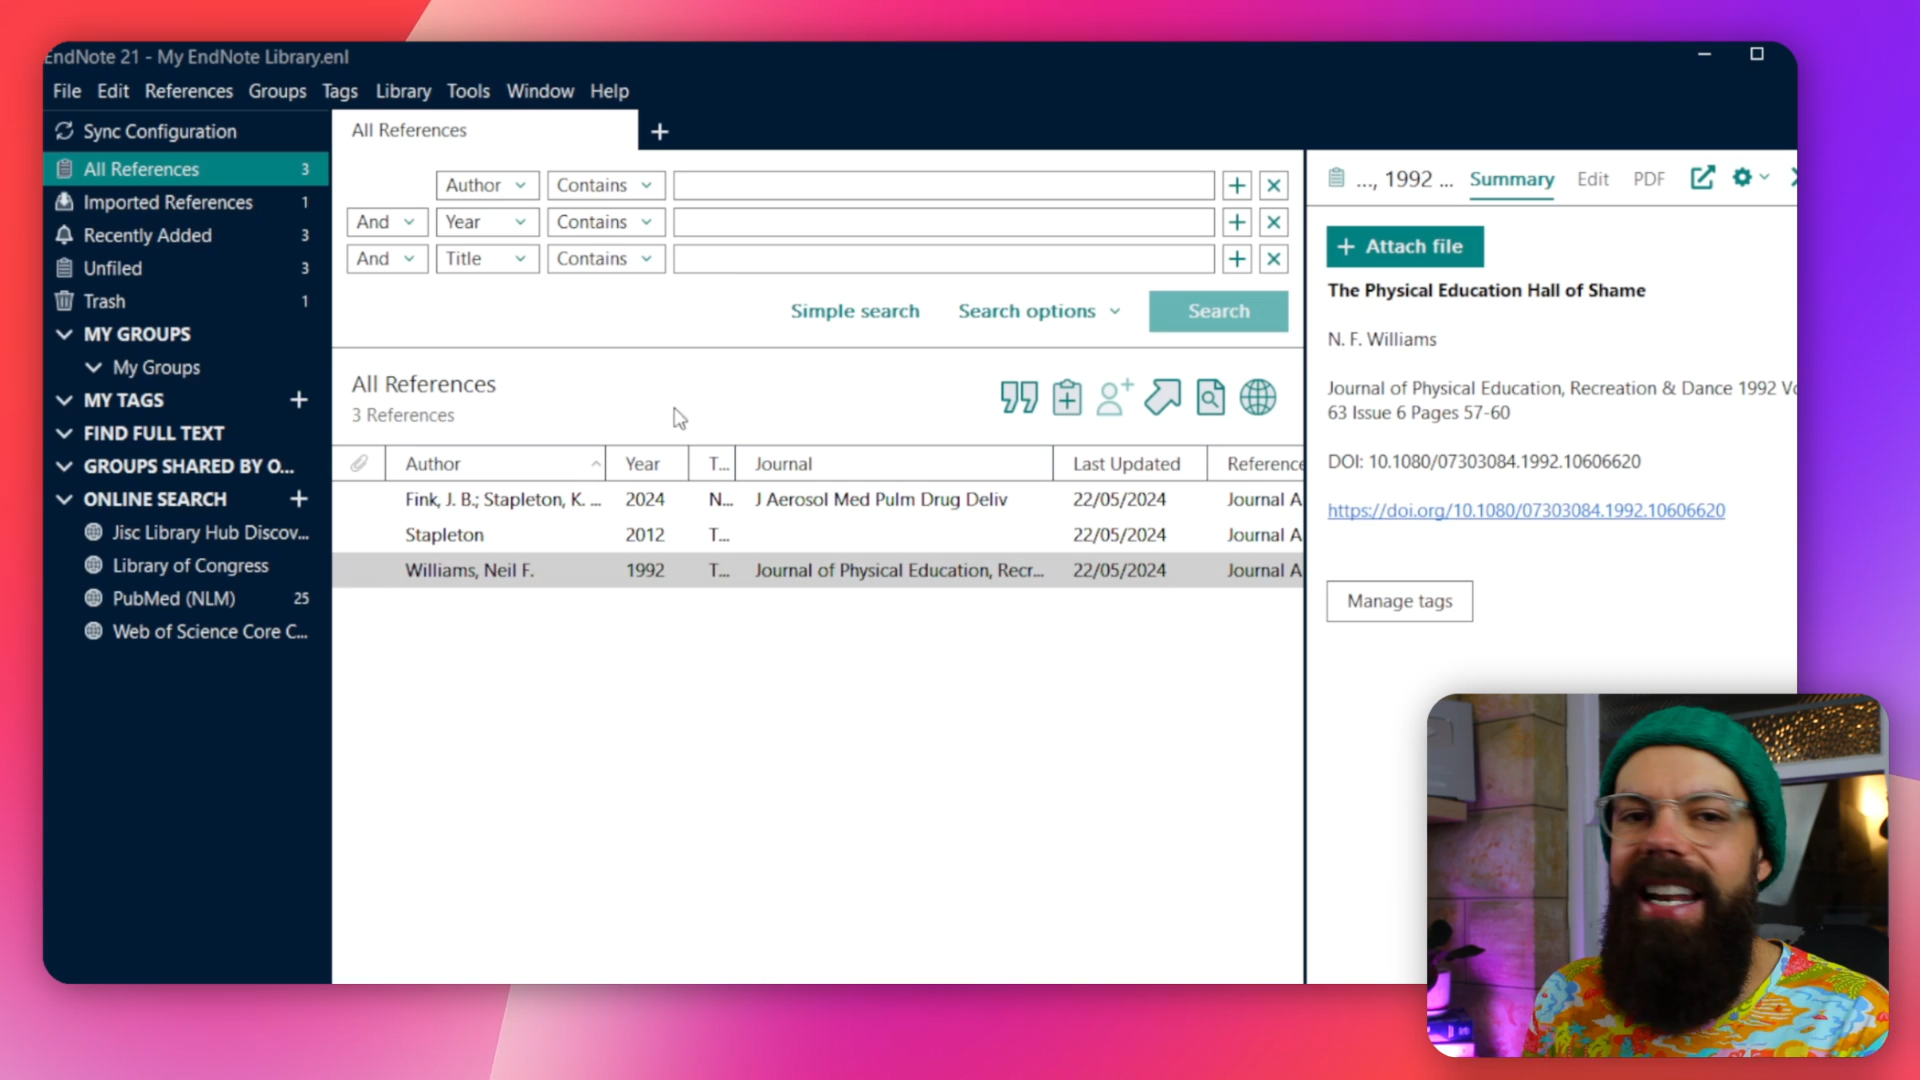 EndNote 21 - My EndNote Library.enl
File Edit References Groups Tags Library Tools Window Help
Sync Configuration
All References 3
Imported References 1
Recently Added 3
Unfiled 3
Trash 1
MY GROUPS
My Groups
MY TAGS
FIND FULL TEXT
GROUPS SHARED BY O...
ONLINE SEARCH
Jisc Library Hub Discov...
Library of Congress
PubMed (NLM) 25
Web of Science Core C...
All References
Author Contains
And Year Contains
And Title Contains
Simple search Search options Search
All References
3 References
Author Year T... Journal Last Updated Reference
Fink, J. B.; Stapleton, K. ... 2024 N... J Aerosol Med Pulm Drug Deliv 22/05/2024 Journal A
Stapleton 2012 T... 22/05/2024 Journal A
Williams, Neil F. 1992 T... Journal of Physical Education, Recr... 22/05/2024 Journal A
..., 1992 ... Summary Edit PDF
Attach file
The Physical Education Hall of Shame
N. F. Williams
Journal of Physical Education, Recreation & Dance 1992 Vo
63 Issue 6 Pages 57-60
DOI: 10.1080/07303084.1992.10606620
https://doi.org/10.1080/07303084.1992.10606620
Manage tags